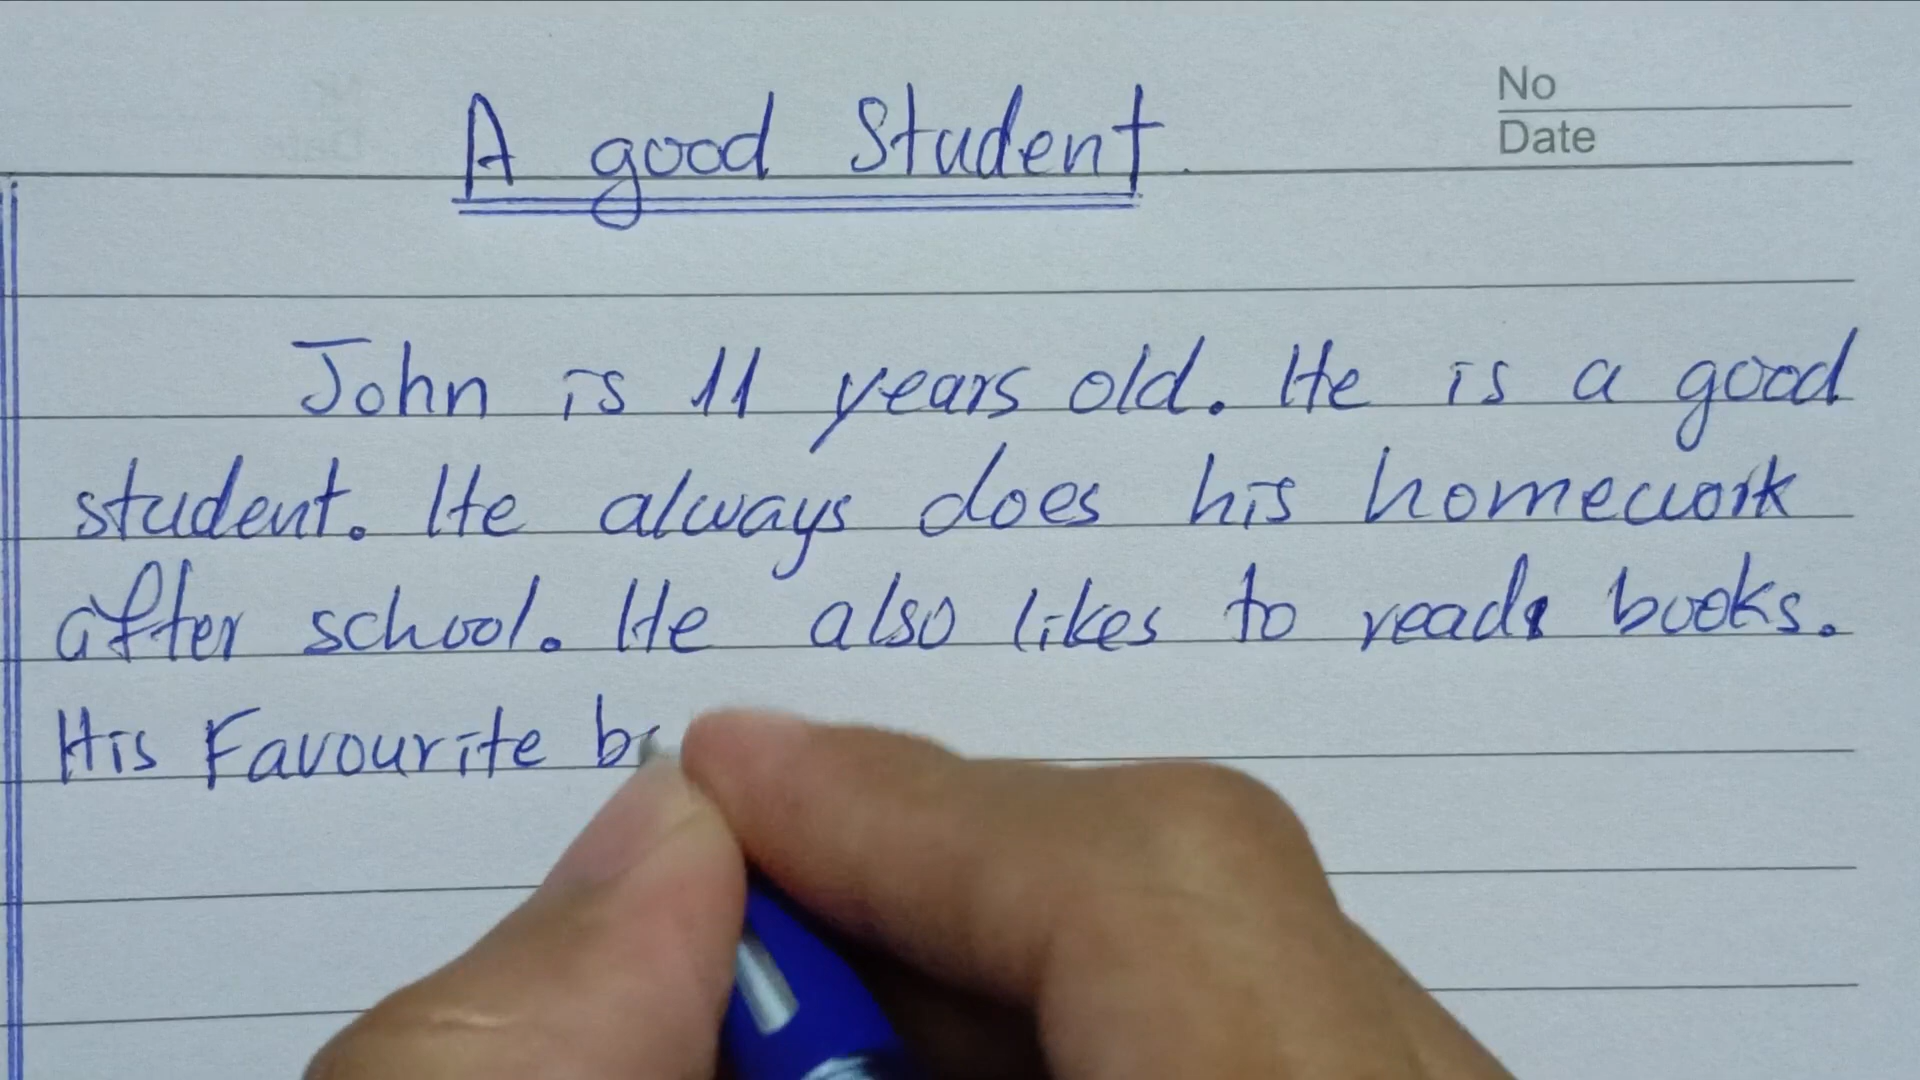 No
A good Student
Date
John is 11 years old. He is a good
student. He always does his homework
after school. He also likes to read books.
His Favourite